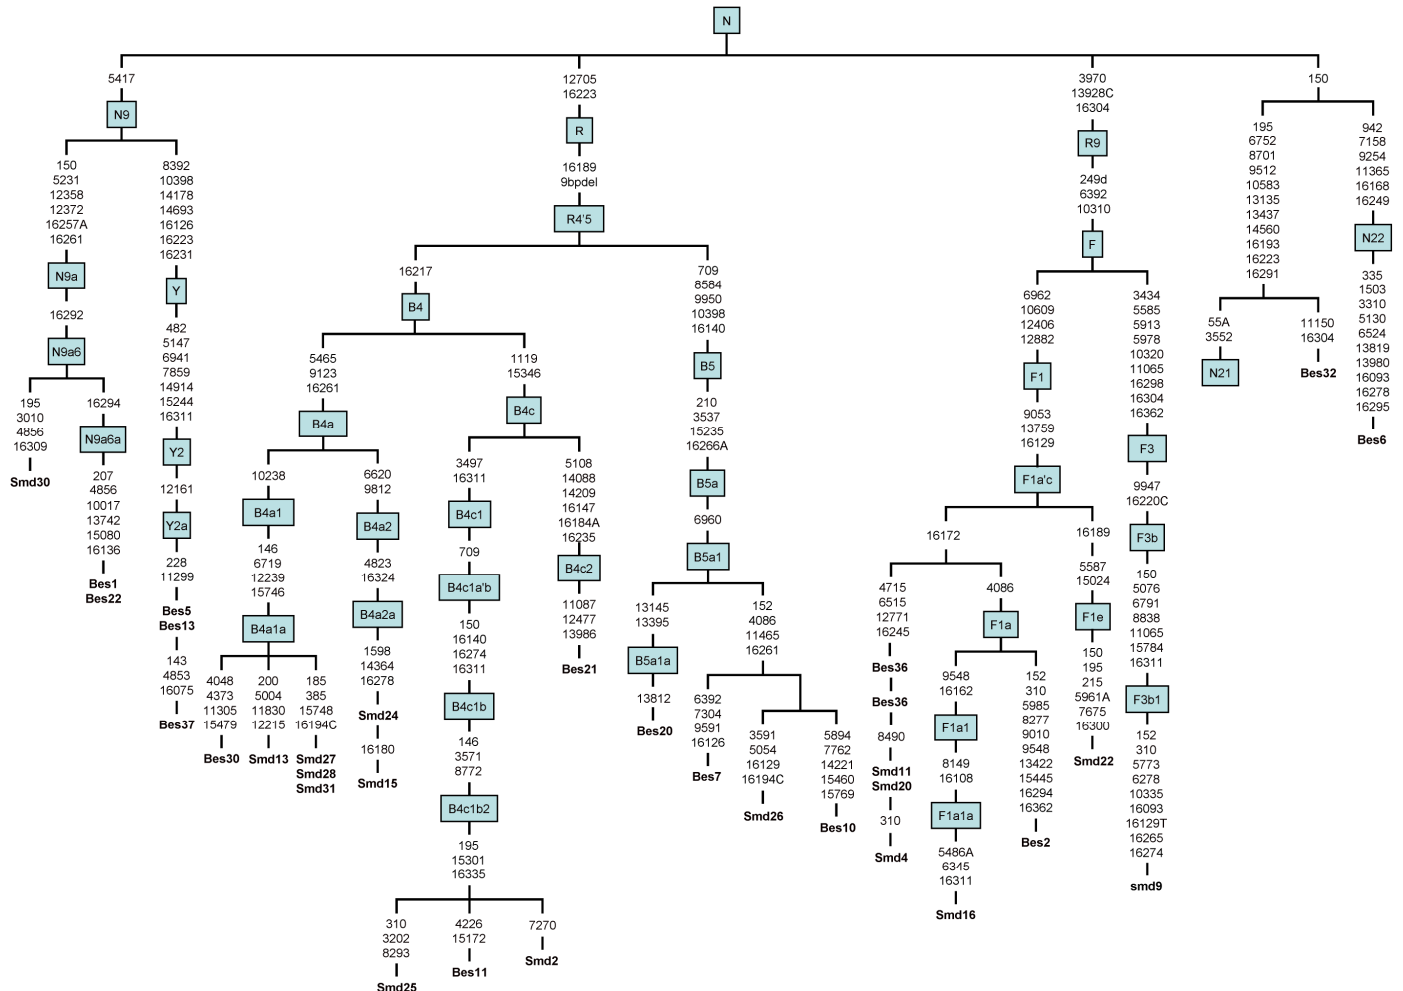 N
5417
N9
150
5231
12358
12372
16257A
16261
N9a
16292
N9a6
195
3010
4856
16309
Smd30
16294
N9a6a
207
4856
10017
13742
15080
16136
Bes1
Bes22
8392
10398
14178
14693
16126
16223
16231
Y
482
5147
6941
7859
14914
15244
16311
Y2
12161
Y2a
228
11299
Bes5
Bes13
143
4853
16075
Bes37
12705
16223
R
16189
9bpdel
R4'5
16217
B4
5465
9123
16261
B4a
10238
B4a1
146
6719
12239
15746
B4a1a
4048
4373
11305
15479
Bes30
200
5004
11830
12215
Smd13
185
385
15748
16194C
Smd27
Smd28
Smd31
6620
9812
B4a2
4823
16324
B4a2a
1598
14364
16278
Smd24
16180
Smd15
1119
15346
B4c
3497
16311
B4c1
709
B4c1a'b
150
16140
16274
16311
B4c1b
146
3571
8772
B4c1b2
195
15301
16335
310
3202
8293
Smd25
4226
15172
Bes11
7270
Smd2
5108
14088
14209
16147
16184A
16235
B4c2
11087
12477
13986
Bes21
709
8584
9950
10398
16140
B5
210
3537
15235
16266A
B5a
6960
B5a1
13145
13395
B5a1a
13812
Bes20
152
4086
11465
16261
6392
7304
9591
16126
Bes7
3591
5054
16129
16194C
Smd26
5894
7762
14221
15460
15769
Bes10
3970
13928C
16304
R9
249d
6392
10310
F
6962
10609
12406
12882
F1
9053
13759
16129
F1a'c
16172
4715
6515
12771
16245
Bes36
Bes36
8490
Smd11
Smd20
310
Smd4
4086
F1a
9548
16162
F1a1
8149
16108
F1a1a
5486A
6345
16311
Smd16
152
310
5985
8277
9010
9548
13422
15445
16294
16362
Bes2
16189
5587
15024
F1e
150
195
215
5961A
7675
16300
Smd22
3434
5585
5913
5978
10320
11065
16298
16304
16362
F3
9947
16220C
F3b
150
5076
6791
8838
11065
15784
16311
F3b1
152
310
5773
6278
10335
16093
16129T
16265
16274
smd9
150
195
6752
8701
9512
10583
13135
13437
14560
16193
16223
16291
55A
3552
N21
11150
16304
Bes32
942
7158
9254
11365
16168
16249
N22
335
1503
3310
5130
6524
13819
13980
16093
16278
16295
Bes6